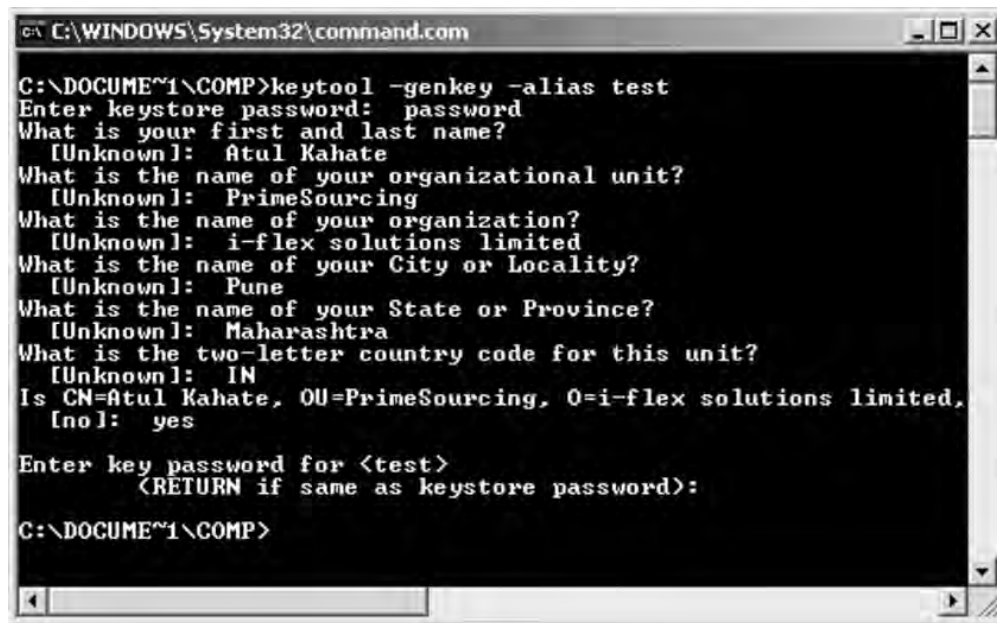 C:\WINDOWS\System32\command.com
C:\DOCUME~1\COMP>keytool -genkey -alias test
Enter keystore password:  password
What is your first and last name?
  [Unknown]:  Atul Kahate
What is the name of your organizational unit?
  [Unknown]:  PrimeSourcing
What is the name of your organization?
  [Unknown]:  i-flex solutions limited
What is the name of your City or Locality?
  [Unknown]:  Pune
What is the name of your State or Province?
  [Unknown]:  Maharashtra
What is the two-letter country code for this unit?
  [Unknown]:  IN
Is CN=Atul Kahate, OU=PrimeSourcing, O=i-flex solutions limited,
  [no]:  yes
Enter key password for <test>
        (RETURN if same as keystore password):
C:\DOCUME~1\COMP>